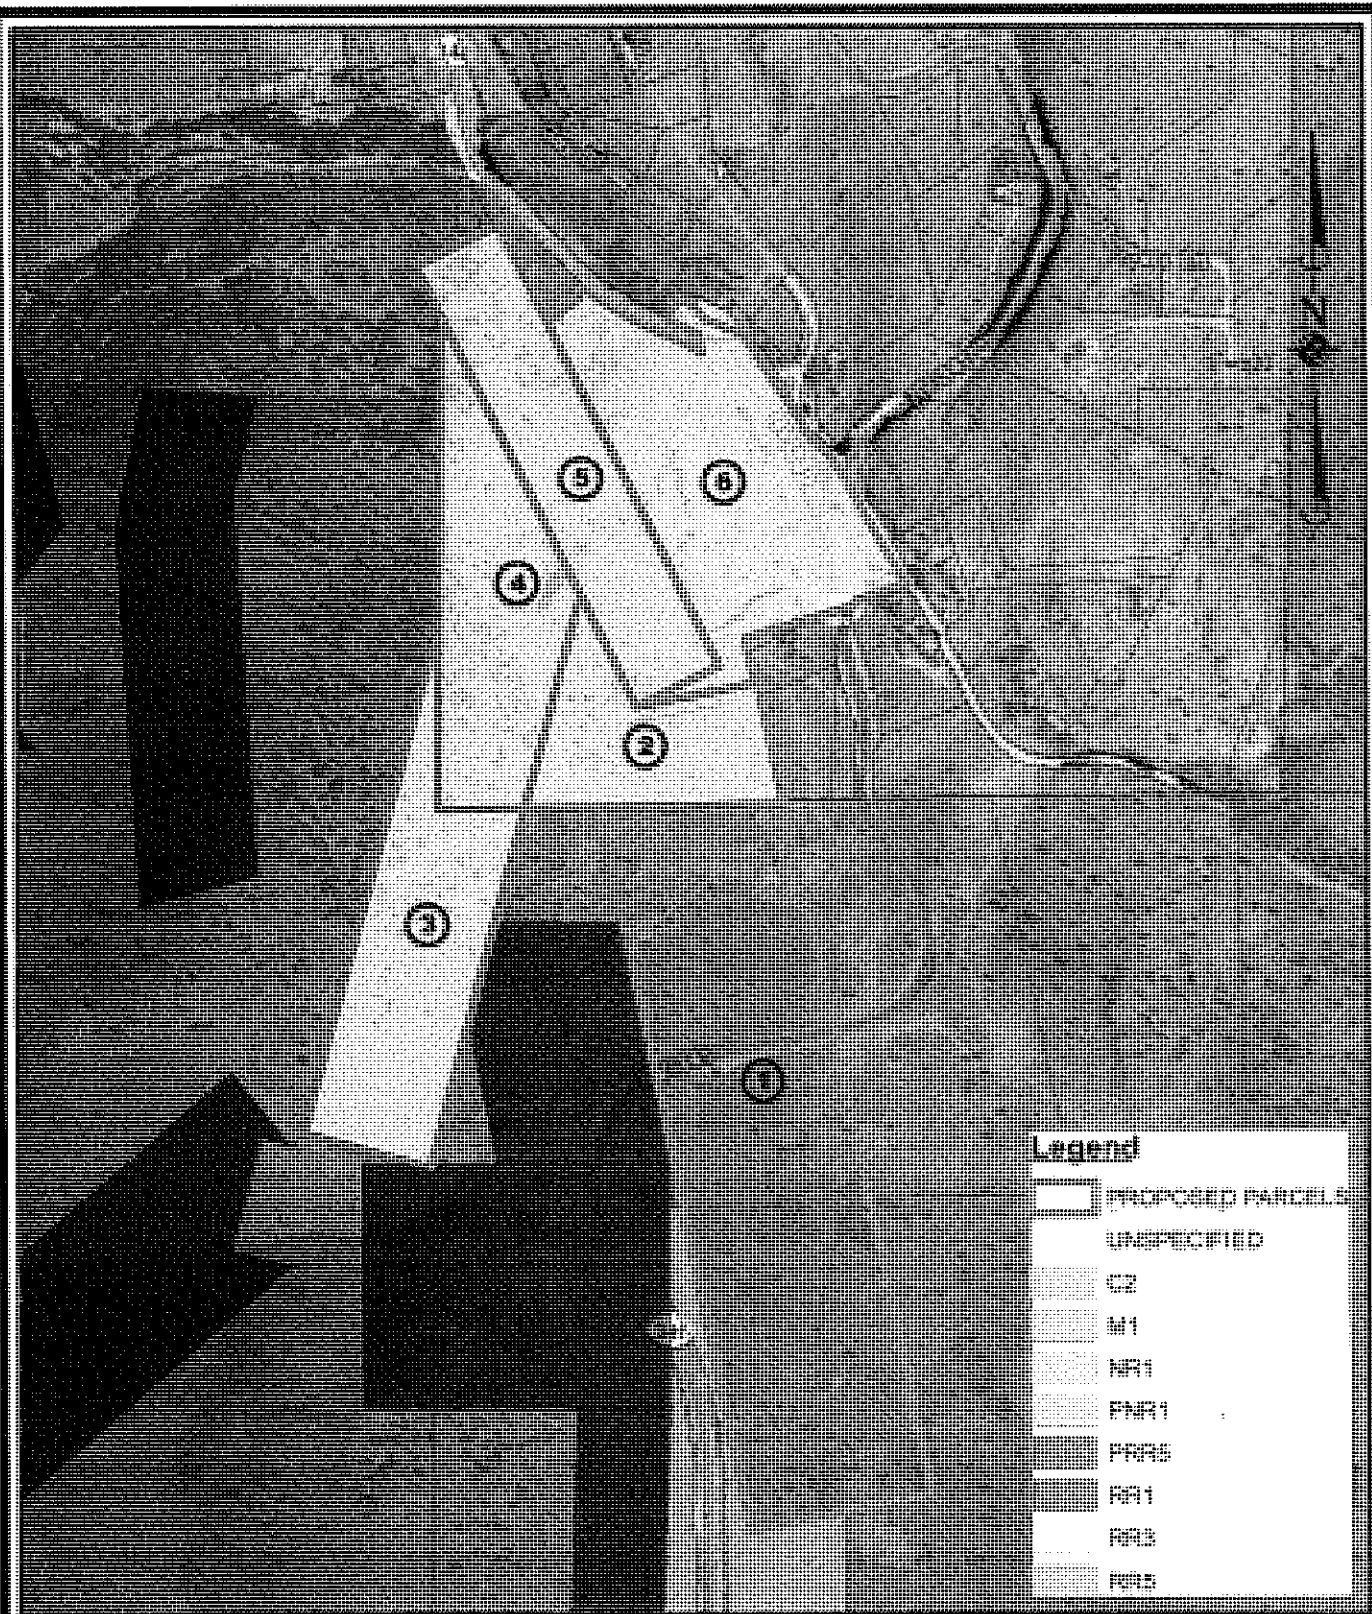 5
6
4
2
3
1
Legend
PROPOSED PARCELS
UNSPECIFIED
C2
M1
NR1
PNR1
PRR5
RR1
RR3
RR5